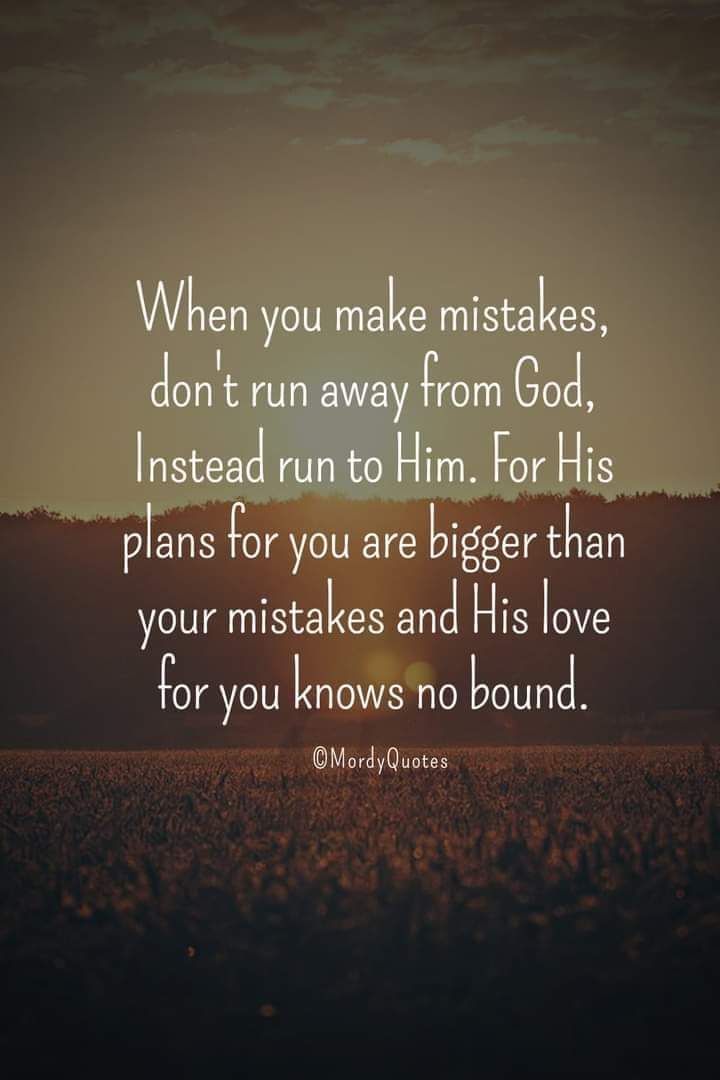 When you make mistakes,
don't run away from God,
Instead run to Him. For His
plans for you are bigger than
your mistakes and His love
for you knows no bound.
©MordyQuotes